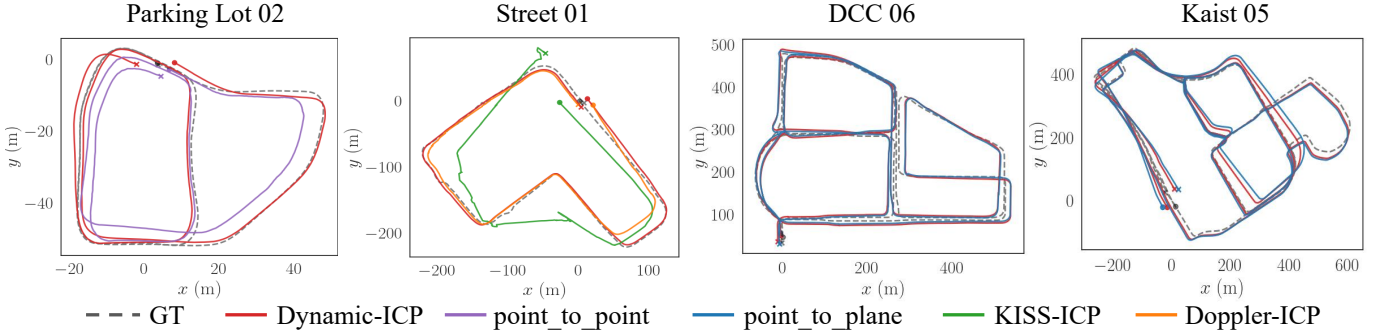 Parking Lot 02
0
−20
−40
y (m)
−20 0 20 40
x (m)
Street 01
0
−100
−200
y (m)
−200 −100 0 100
x (m)
DCC 06
500
400
300
200
100
y (m)
0 200 400
x (m)
Kaist 05
400
200
0
y (m)
−200 0 200 400 600
x (m)
GT Dynamic-ICP point_to_point point_to_plane KISS-ICP Doppler-ICP